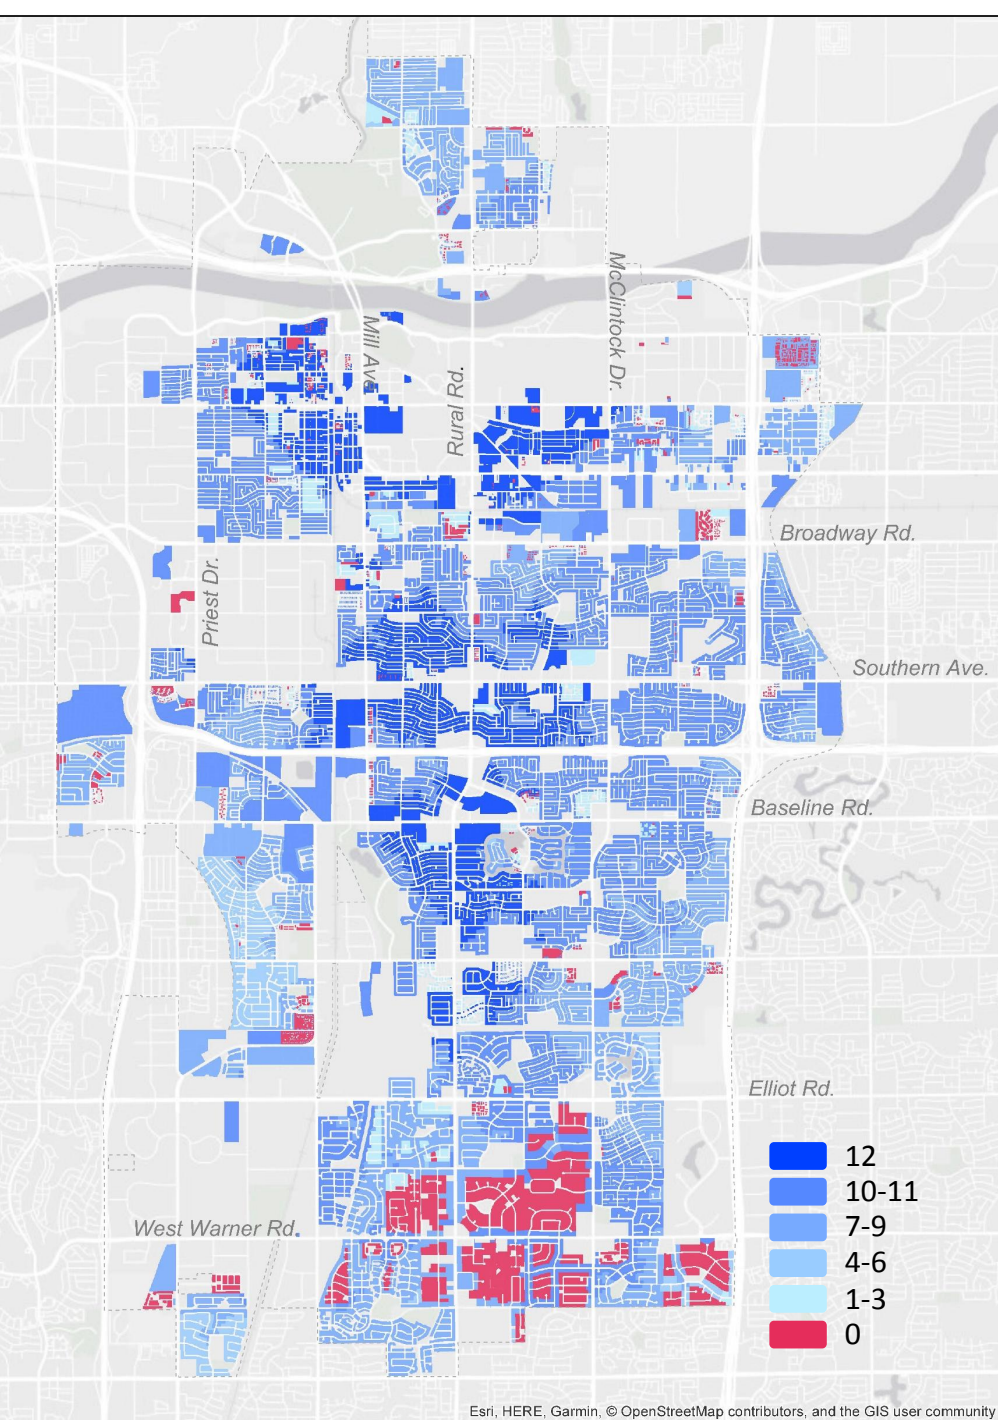 McClintock Dr.
Mill Ave.
Rural Rd.
Broadway Rd.
Priest Dr.
Southern Ave.
Baseline Rd.
Elliot Rd.
12
10-11
7-9
West Warner Rd.
4-6
1-3
0
Esri, HERE, Garmin, © OpenStreetMap contributors, and the GIS user community